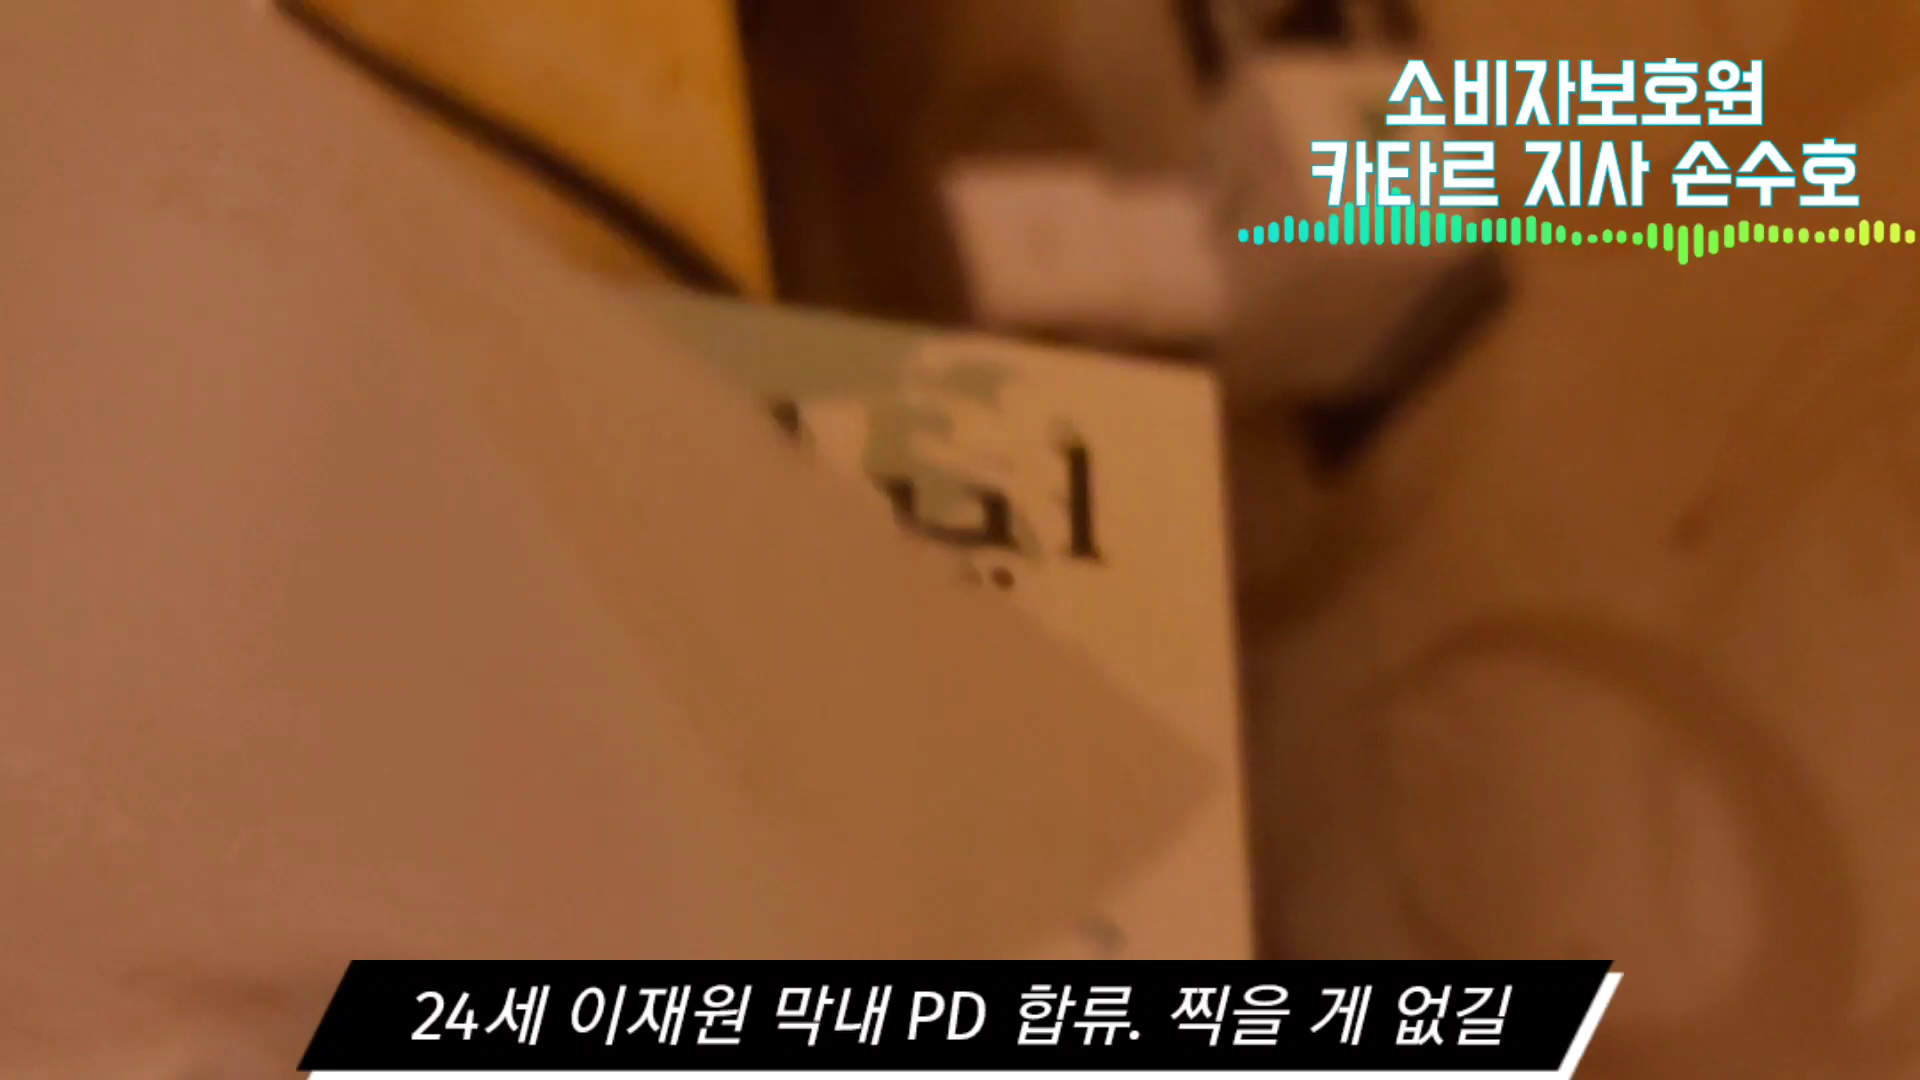 소비자보호원
카타르 지사 손수호
24세 이재원 막내 PD 합류. 찍을 게 없길